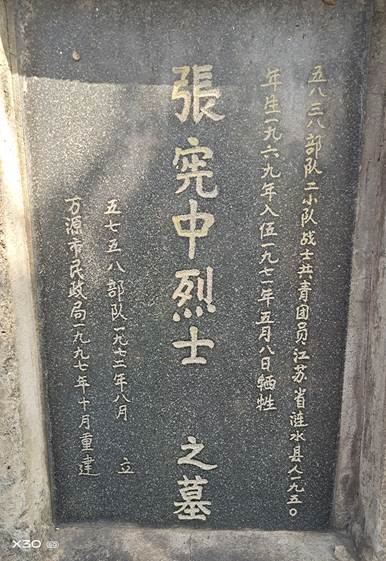 五八三八部队二小队战士共青团员江苏省涟水县人一九五〇
年生一九六九年入伍一九七一年五月八日牺牲
張宪中烈士之墓
五七五八部队一九七二年八月立
万源市民政局一九九七年十月重建
X30